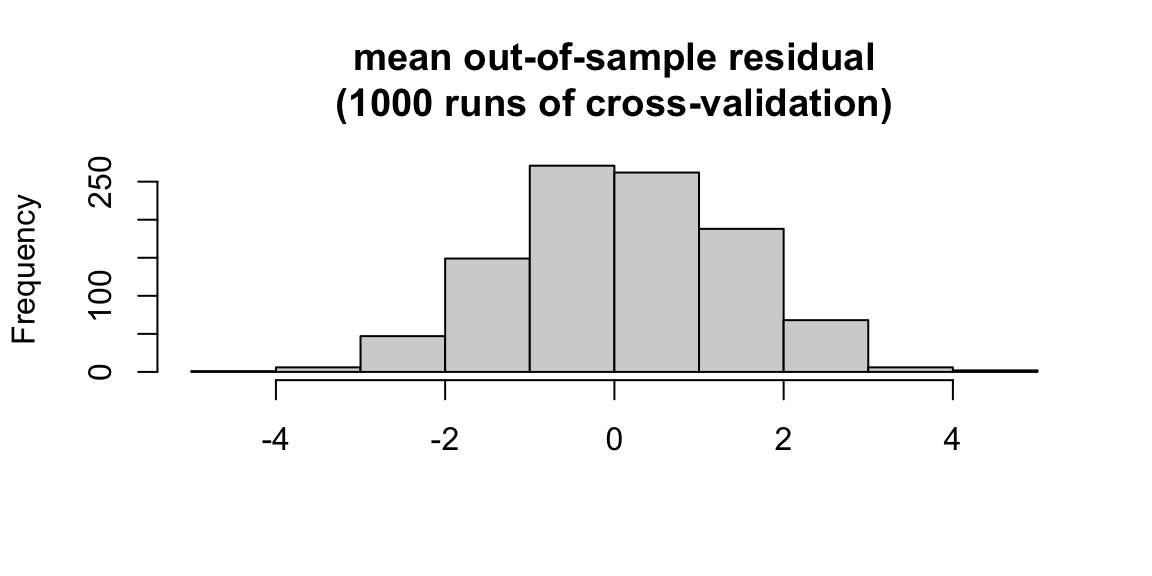 mean out-of-sample residual
(1000 runs of cross-validation)
Frequency
250
100
0
-4 -2 0 2 4